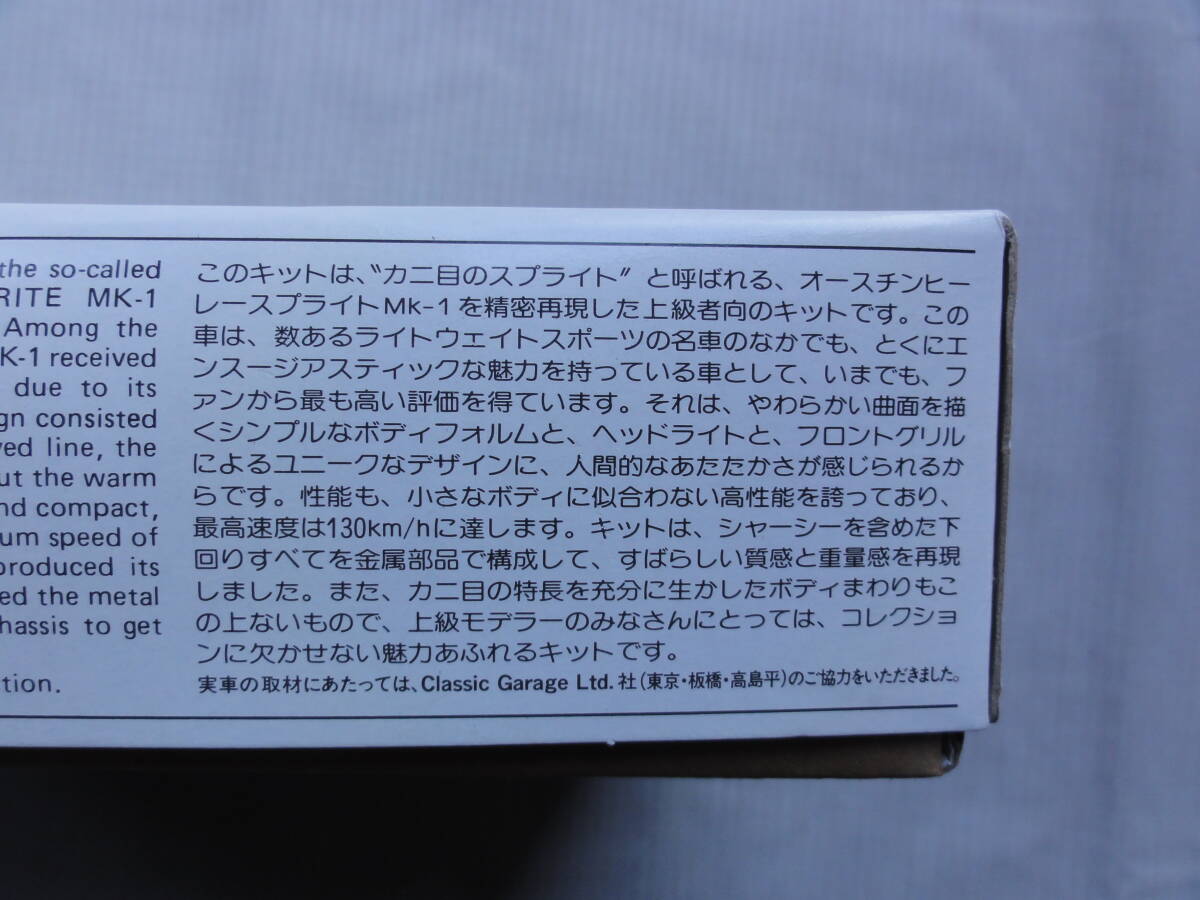 the so-called
RITE MK-1
Among the
K-1 received
due to its
gn consisted
ved line, the
ut the warm
nd compact,
um speed of
produced its
ed the metal
hassis to get
tion.
このキットは、〝カニ目のスプライト〟と呼ばれる、オースチンヒー
レースプライトMk-1を精密再現した上級者向のキットです。この
車は、数あるライトウェイトスポーツの名車のなかでも、とくにエ
ンスージアスティックな魅力を持っている車として、いまでも、フ
ァンから最も高い評価を得ています。それは、やわらかい曲面を描
くシンプルなボディフォルムと、ヘッドライトと、フロントグリル
によるユニークなデザインに、人間的なあたたかさが感じられるか
らです。性能も、小さなボディに似合わない高性能を誇っており、
最高速度は130km/hに達します。キットは、シャーシーを含めた下
回りすべてを金属部品で構成して、すばらしい質感と重量感を再現
しました。また、カニ目の特長を充分に生かしたボディまわりもこ
の上ないもので、上級モデラーのみなさんにとっては、コレクショ
ンに欠かせない魅力あふれるキットです。
実車の取材にあたっては、Classic Garage Ltd. 社(東京・板橋・高島平)のご協力をいただきました。